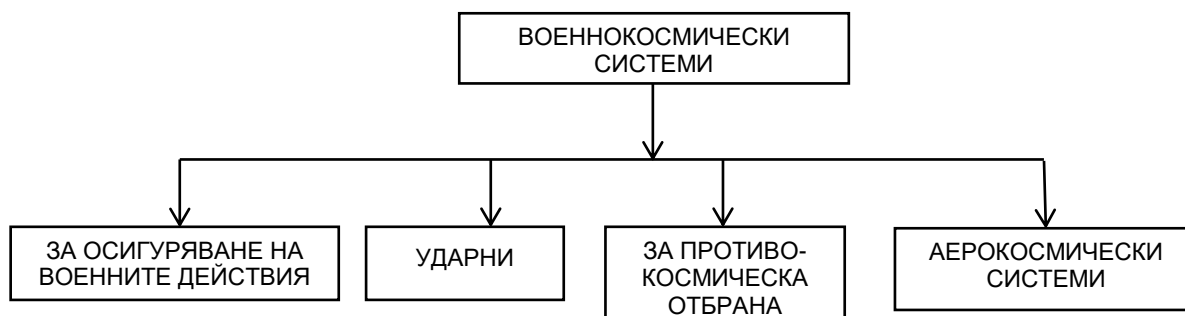 ВОЕННОКОСМИЧЕСКИ
СИСТЕМИ
ЗА ОСИГУРЯВАНЕ НА
ВОЕННИТЕ ДЕЙСТВИЯ
УДАРНИ
ЗА ПРОТИВО-
КОСМИЧЕСКА
ОТБРАНА
АЕРОКОСМИЧЕСКИ
СИСТЕМИ